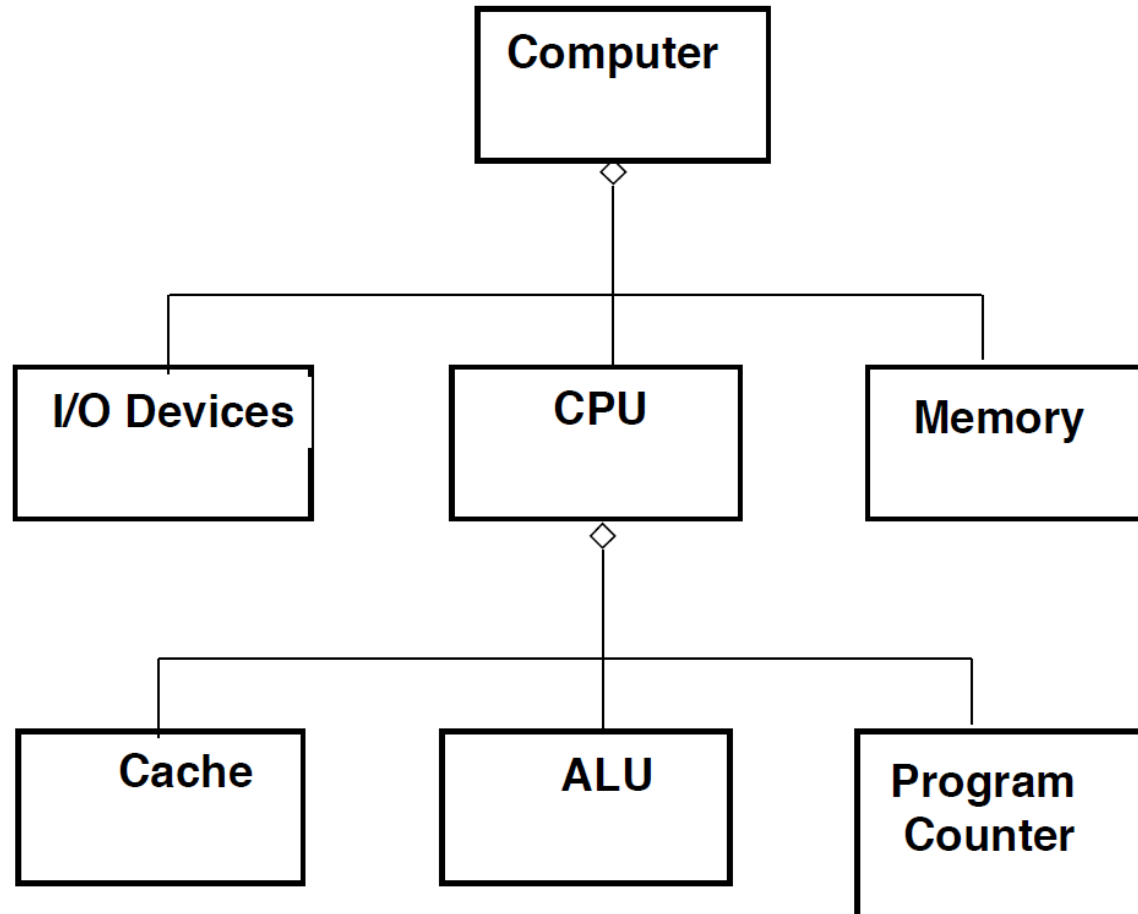 Computer
I/O Devices
CPU
Memory
Cache
ALU
Program
Counter